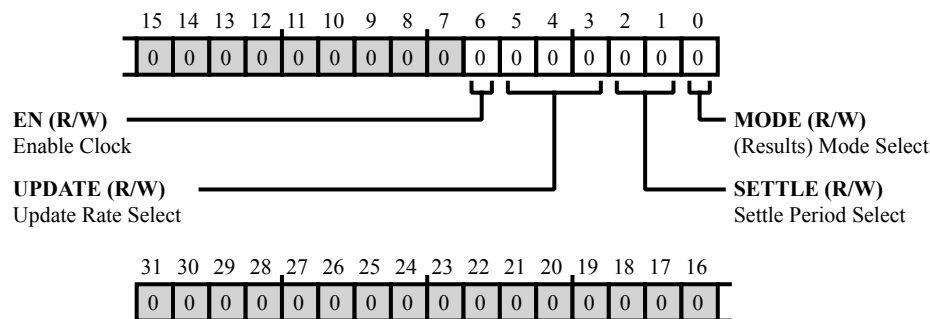 15 14 13 12 11 10 9 8 7 6 5 4 3 2 1 0
0 0 0 0 0 0 0 0 0 0 0 0 0 0 0 0
EN (R/W)
Enable Clock
MODE (R/W)
(Results) Mode Select
UPDATE (R/W)
Update Rate Select
SETTLE (R/W)
Settle Period Select
31 30 29 28 27 26 25 24 23 22 21 20 19 18 17 16
0 0 0 0 0 0 0 0 0 0 0 0 0 0 0 0